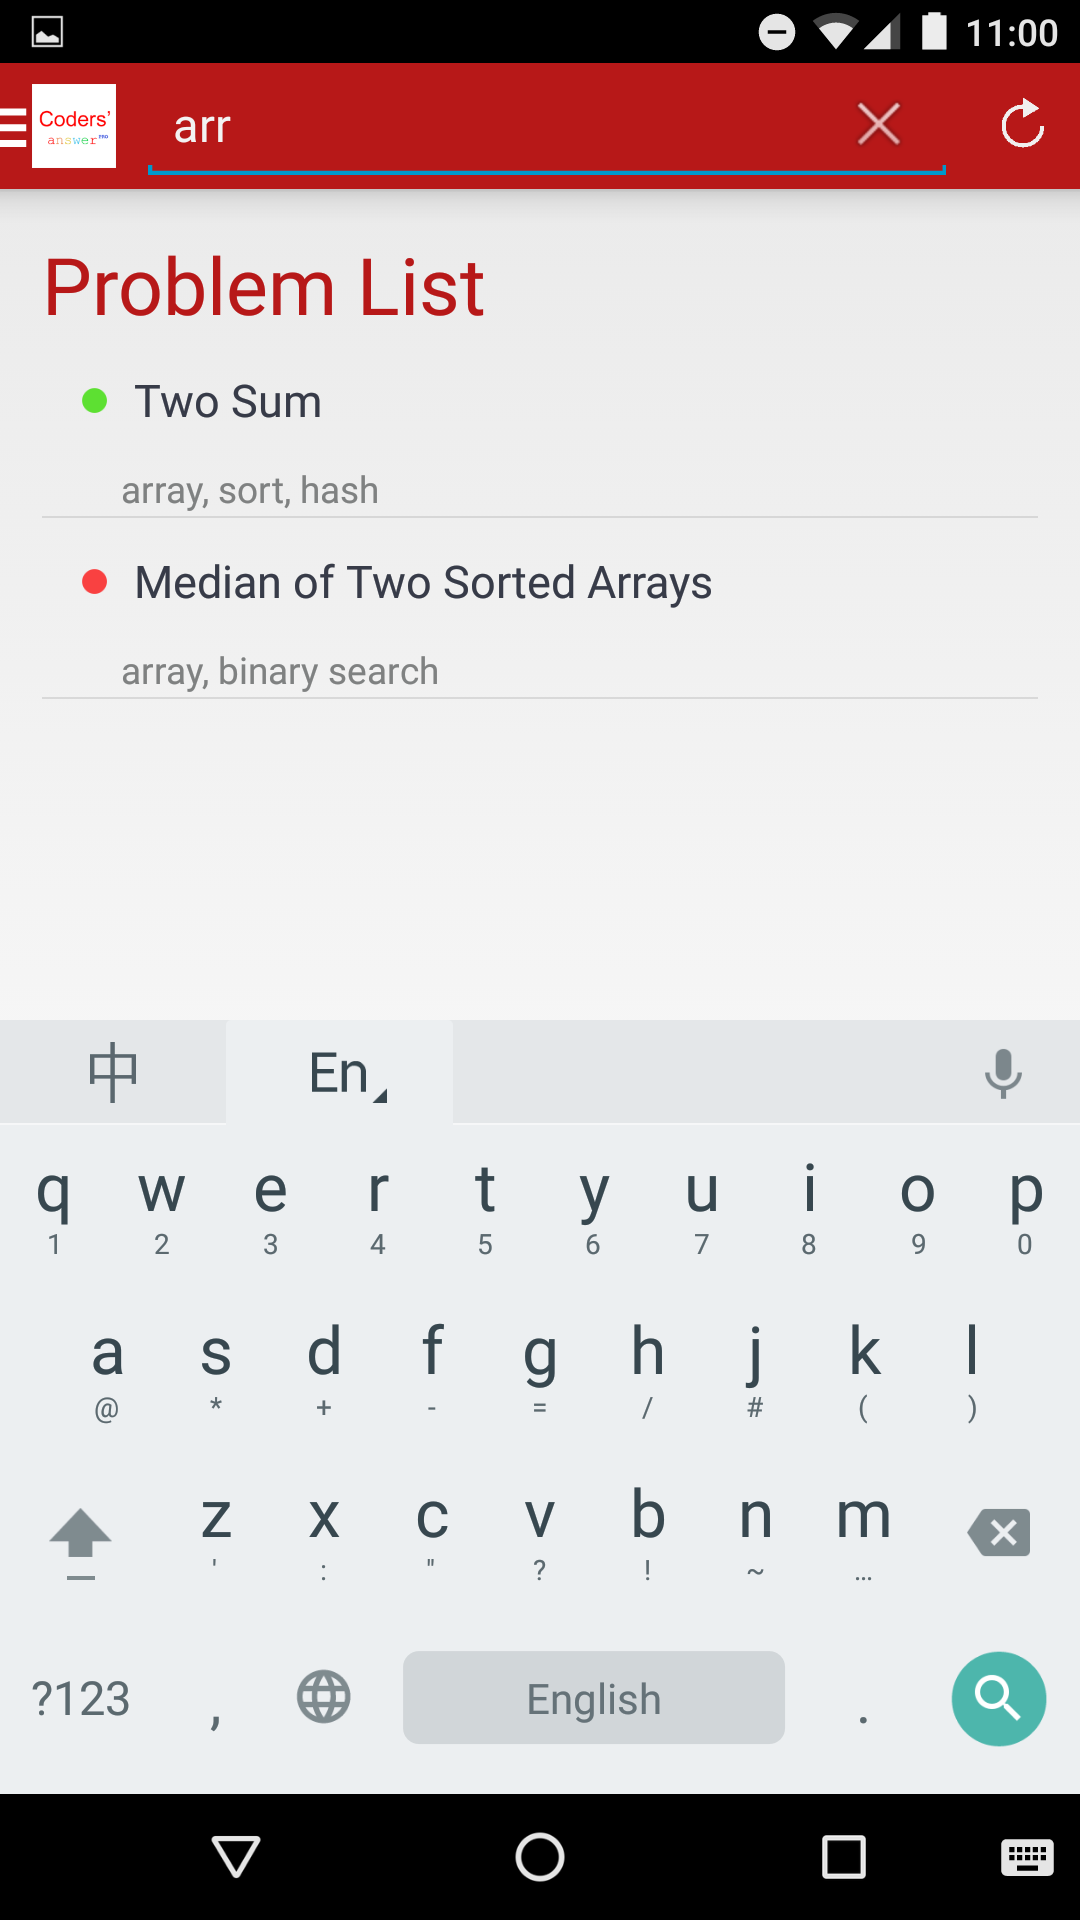 11:00
Coders'
answer PRO
arr
Problem List
Two Sum
array, sort, hash
Median of Two Sorted Arrays
array, binary search
中 En
q w e r t y u i o p
1 2 3 4 5 6 7 8 9 0
a s d f g h j k l
@ * + - = / # ( )
z x c v b n m
' : " ? ! ~ …
?123 , English .